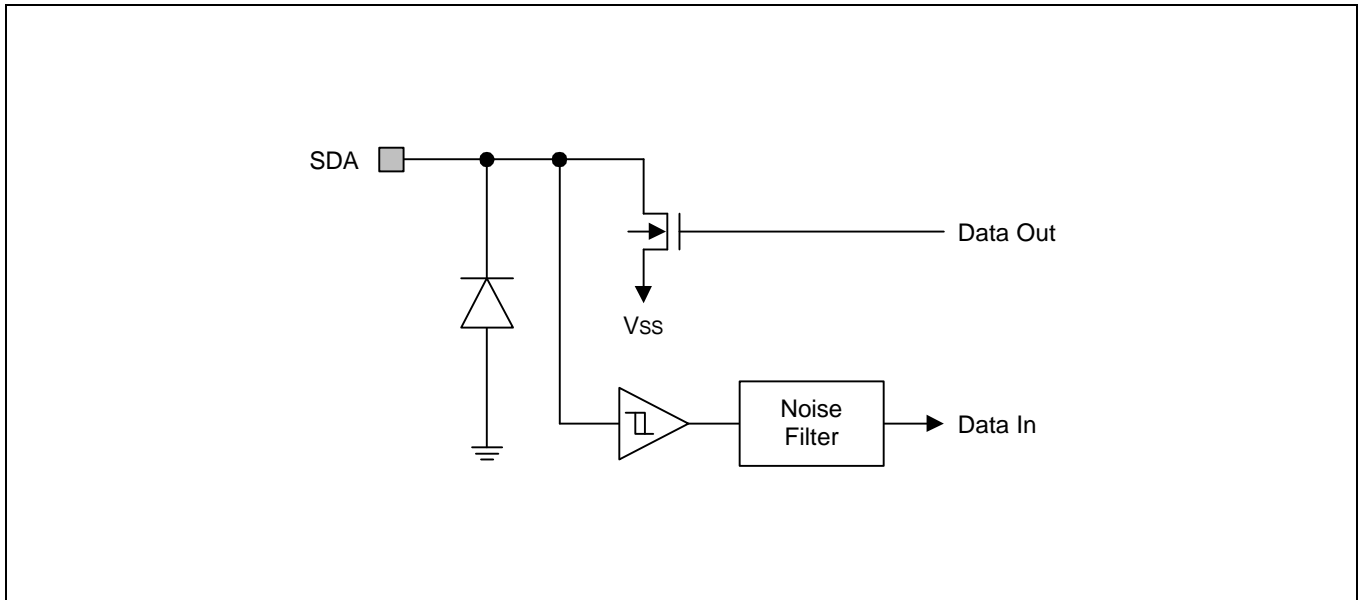 SDA
Data Out
VSS
Noise
Filter
Data In